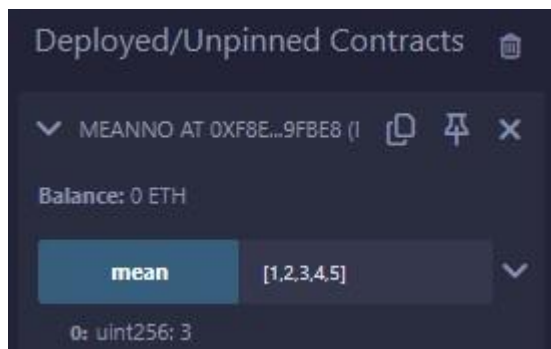 Deployed/Unpinned Contracts
MEANNO AT 0XF8E...9FBE8 (
Balance: 0 ETH
mean [1,2,3,4,5]
0: uint256: 3